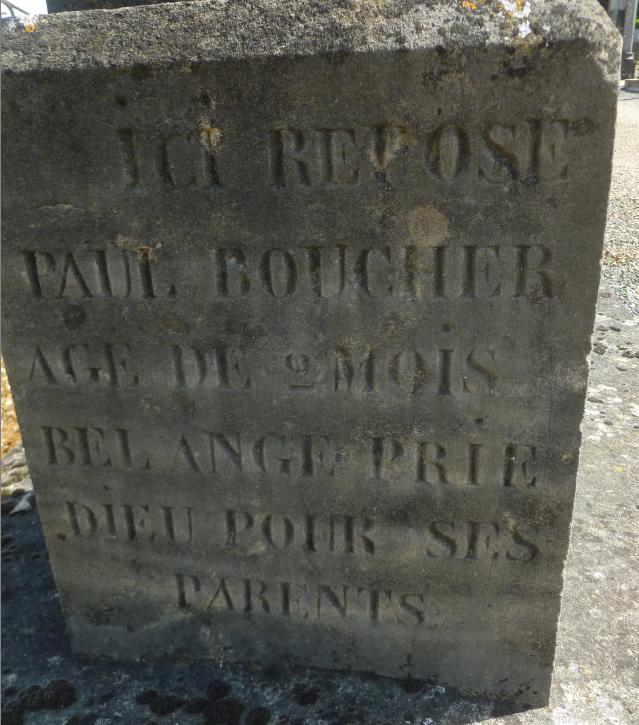 ICI REPOSE
PAUL BOUCHER
AGE DE 2 MOIS
BEL ANGE PRIE
DIEU POUR SES
PARENTS